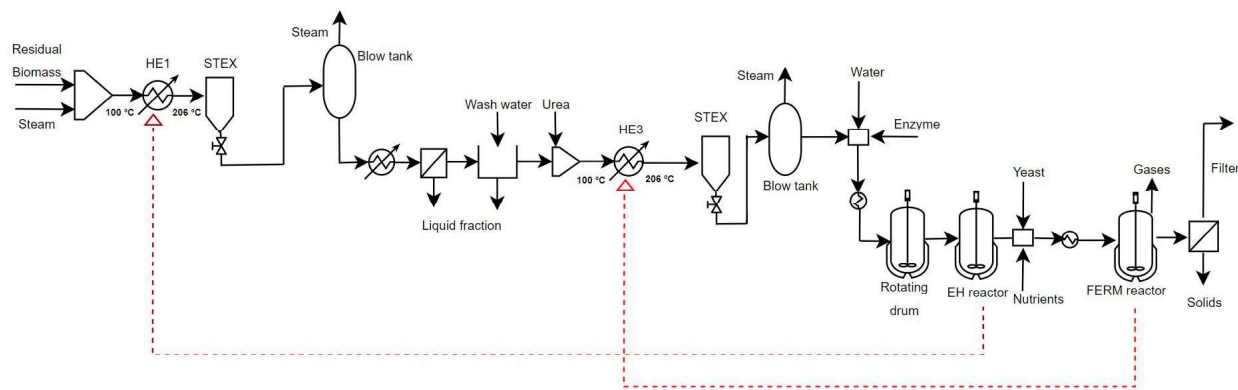 Residual
Biomass
Steam
100 °C
HE1
206 °C
STEX
Steam
Blow tank
Liquid fraction
Wash water
Urea
100 °C
HE3
206 °C
STEX
Steam
Blow tank
Water
Enzyme
Rotating
drum
EH reactor
Yeast
Nutrients
Gases
FERM reactor
Filter
Solids